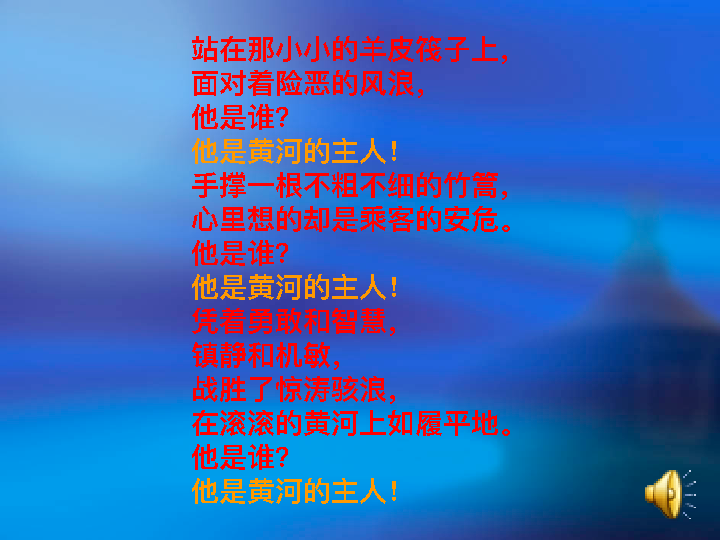 站在那小小的羊皮筏子上，
面对着险恶的风浪，
他是谁？
他是黄河的主人！
手撑一根不粗不细的竹篙，
心里想的却是乘客的安危。
他是谁？
他是黄河的主人！
凭着勇敢和智慧，
镇静和机敏，
战胜了惊涛骇浪，
在滚滚的黄河上如履平地。
他是谁？
他是黄河的主人！